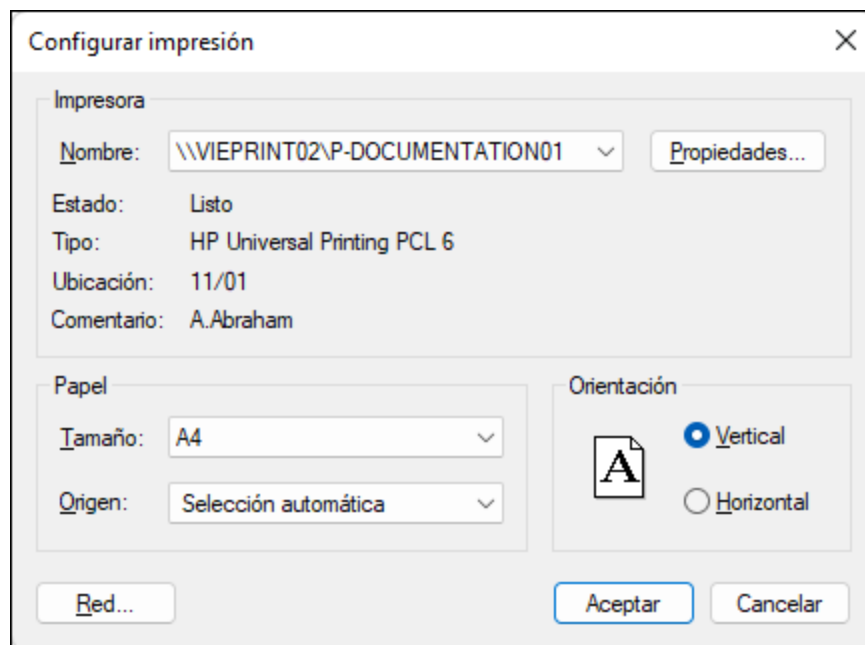 Configurar impresión
Impresora
Nombre: \\VIEPRINT02\P-DOCUMENTATION01 Propiedades...
Estado: Listo
Tipo: HP Universal Printing PCL 6
Ubicación: 11/01
Comentario: A.Abraham
Papel
Tamaño: A4
Origen: Selección automática
Orientación
A
Vertical
Horizontal
Red... Aceptar Cancelar